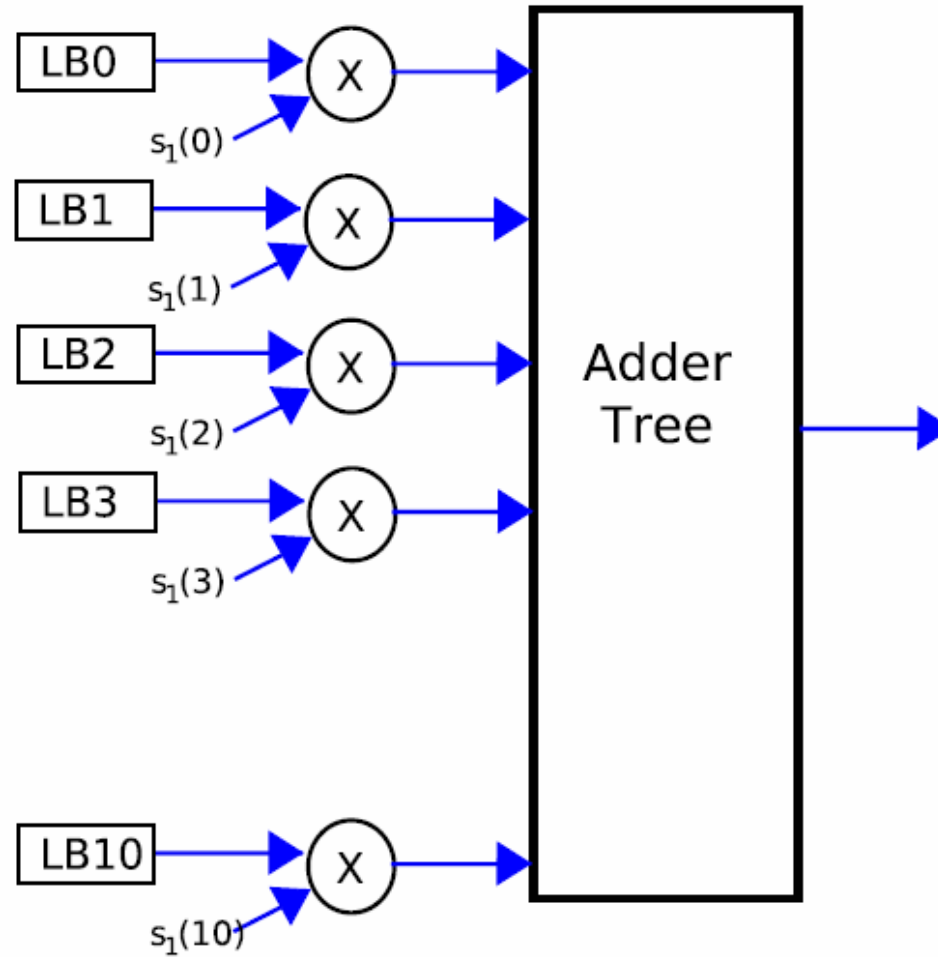 LB0
X
s₁(0)
LB1
X
s₁(1)
LB2
X
s₁(2)
LB3
X
s₁(3)
LB10
X
s₁(10)
Adder
Tree